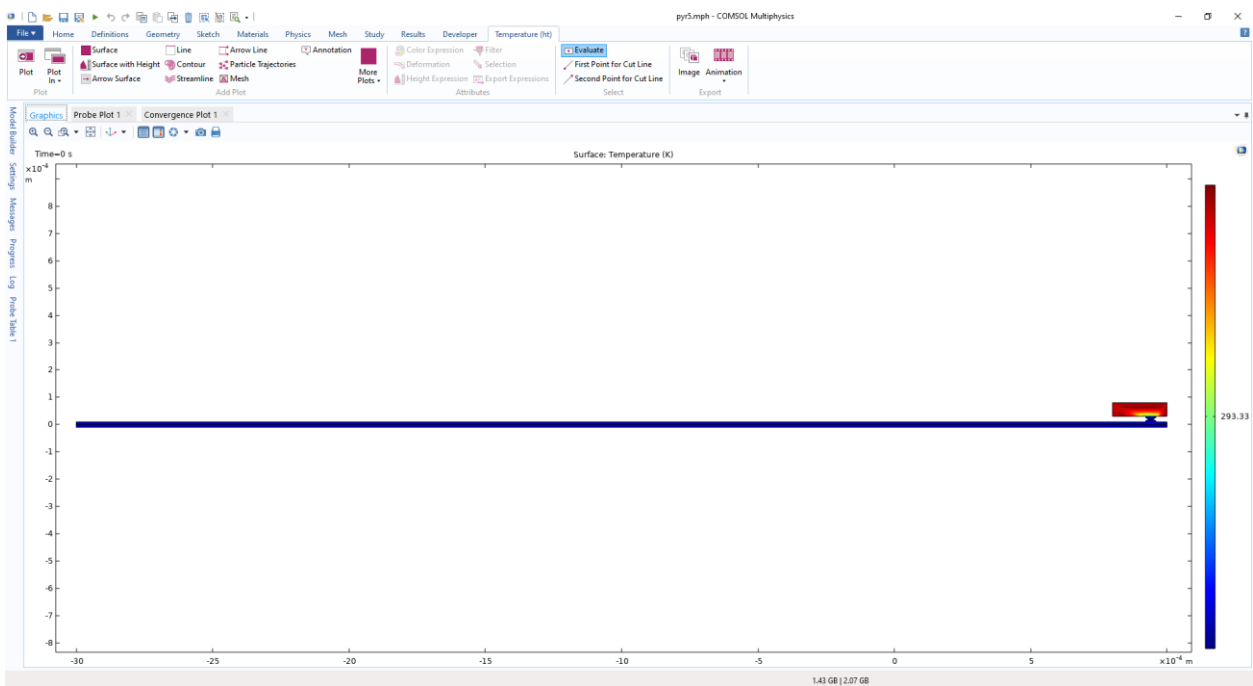 pyr5.mph - COMSOL Multiphysics
File Home Definitions Geometry Sketch Materials Physics Mesh Study Results Developer Temperature (ht)
Plot
Plot In
Plot
Surface Line Arrow Line Annotation
Surface with Height Contour Particle Trajectories
Arrow Surface Streamline Mesh
More Plots
Add Plot
Color Expression Filter
Deformation Selection
Height Expression Export Expressions
Attributes
Evaluate
First Point for Cut Line
Second Point for Cut Line
Select
Image Animation
Export
Model Builder Settings Messages Progress Log Probe Table 1
Graphics Probe Plot 1 Convergence Plot 1
Time=0 s Surface: Temperature (K)
×10⁻⁴
m
8
7
6
5
4
3
2
1
0
-1
-2
-3
-4
-5
-6
-7
-8
293.33
-30 -25 -20 -15 -10 -5 0 5 ×10⁻⁴ m
1.43 GB | 2.07 GB